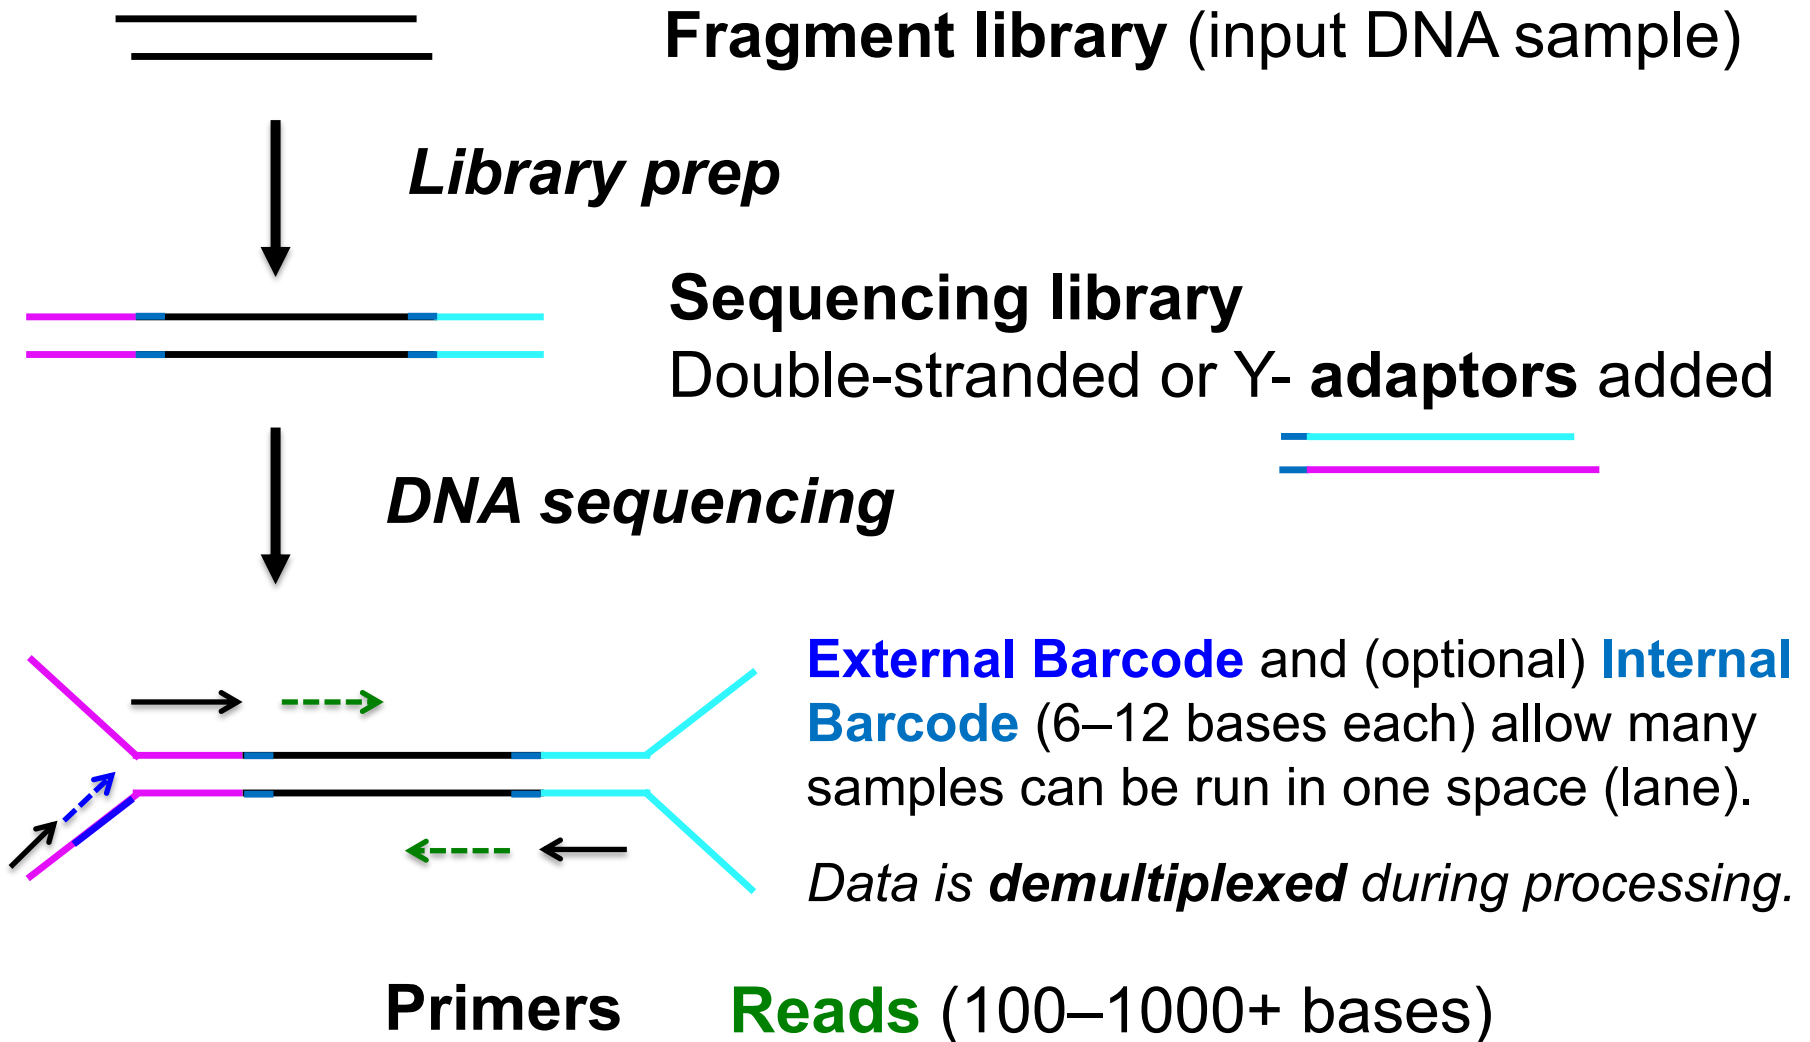 Fragment library (input DNA sample)
Library prep
Sequencing library
Double-stranded or Y- adaptors added
DNA sequencing
External Barcode and (optional) Internal
Barcode (6–12 bases each) allow many
samples can be run in one space (lane).
Data is demultiplexed during processing.
Primers Reads (100–1000+ bases)